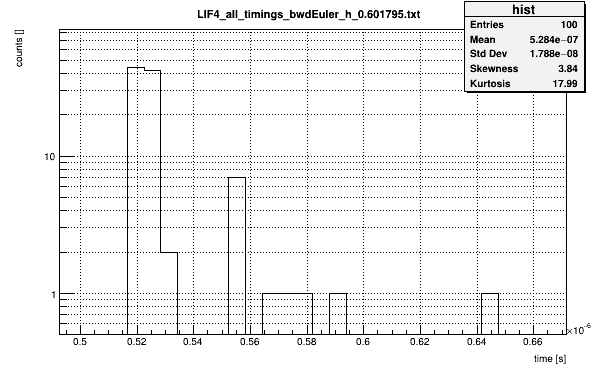 LIF4_all_timings_bwdEuler_h_0.601795.txt
hist
Entries 100
Mean 5.284e−07
Std Dev 1.788e−08
Skewness 3.84
Kurtosis 17.99
counts []
10
1
0.5 0.52 0.54 0.56 0.58 0.6 0.62 0.64 0.66
×10⁻⁶
time [s]